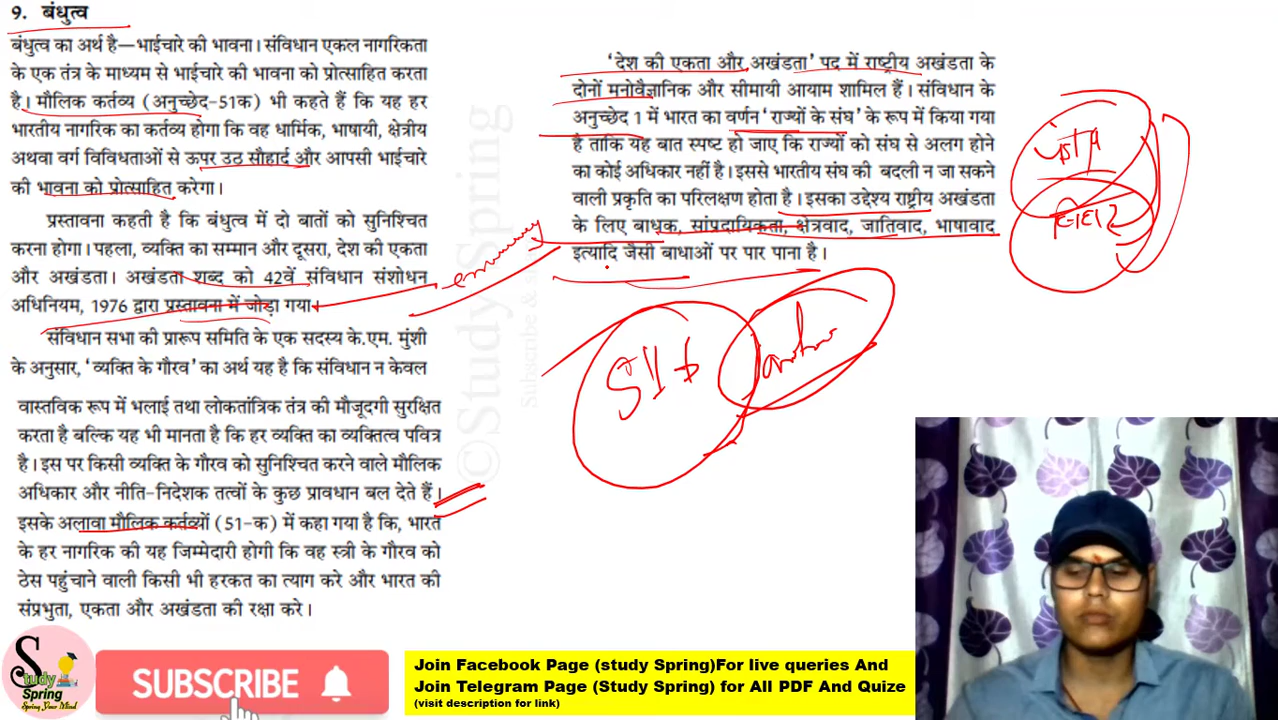 9. बंधुत्व
बंधुत्व का अर्थ है—भाईचारे की भावना। संविधान एकल नागरिकता
के एक तंत्र के माध्यम से भाईचारे की भावना को प्रोत्साहित करता
है। मौलिक कर्तव्य (अनुच्छेद-51क) भी कहते हैं कि यह हर
भारतीय नागरिक का कर्तव्य होगा कि वह धार्मिक, भाषायी, क्षेत्रीय
अथवा वर्ग विविधताओं से ऊपर उठ सौहार्द और आपसी भाईचारे
की भावना को प्रोत्साहित करेगा।
प्रस्तावना कहती है कि बंधुत्व में दो बातों को सुनिश्चित
करना होगा। पहला, व्यक्ति का सम्मान और दूसरा, देश की एकता
और अखंडता। अखंडता शब्द को 42वें संविधान संशोधन
अधिनियम, 1976 द्वारा प्रस्तावना में जोड़ा गया।
संविधान सभा की प्रारूप समिति के एक सदस्य के.एम. मुंशी
के अनुसार, ‘व्यक्ति के गौरव’ का अर्थ यह है कि संविधान न केवल
वास्तविक रूप में भलाई तथा लोकतांत्रिक तंत्र की मौजूदगी सुरक्षित
करता है बल्कि यह भी मानता है कि हर व्यक्ति का व्यक्तित्व पवित्र
है। इस पर किसी व्यक्ति के गौरव को सुनिश्चित करने वाले मौलिक
अधिकार और नीति-निदेशक तत्वों के कुछ प्रावधान बल देते हैं।
इसके अलावा मौलिक कर्तव्यों (51-क) में कहा गया है कि, भारत
के हर नागरिक की यह जिम्मेदारी होगी कि वह स्त्री के गौरव को
ठेस पहुंचाने वाली किसी भी हरकत का त्याग करे और भारत की
संप्रभुता, एकता और अखंडता की रक्षा करे।
‘देश की एकता और अखंडता’ पद में राष्ट्रीय अखंडता के
दोनों मनोवैज्ञानिक और सीमायी आयाम शामिल हैं। संविधान के
अनुच्छेद 1 में भारत का वर्णन ‘राज्यों के संघ’ के रूप में किया गया
है ताकि यह बात स्पष्ट हो जाए कि राज्यों को संघ से अलग होने
का कोई अधिकार नहीं है। इससे भारतीय संघ की बदली न जा सकने
वाली प्रकृति का परिलक्षण होता है। इसका उद्देश्य राष्ट्रीय अखंडता
के लिए बाधक, सांप्रदायिकता, क्षेत्रवाद, जातिवाद, भाषावाद
इत्यादि जैसी बाधाओं पर पार पाना है।
©StudySpring
Subscribe &
Study
Spring
Spring Your Mind
SUBSCRIBE
Join Facebook Page (study Spring)For live queries And
Join Telegram Page (Study Spring) for All PDF And Quize
(visit description for link)